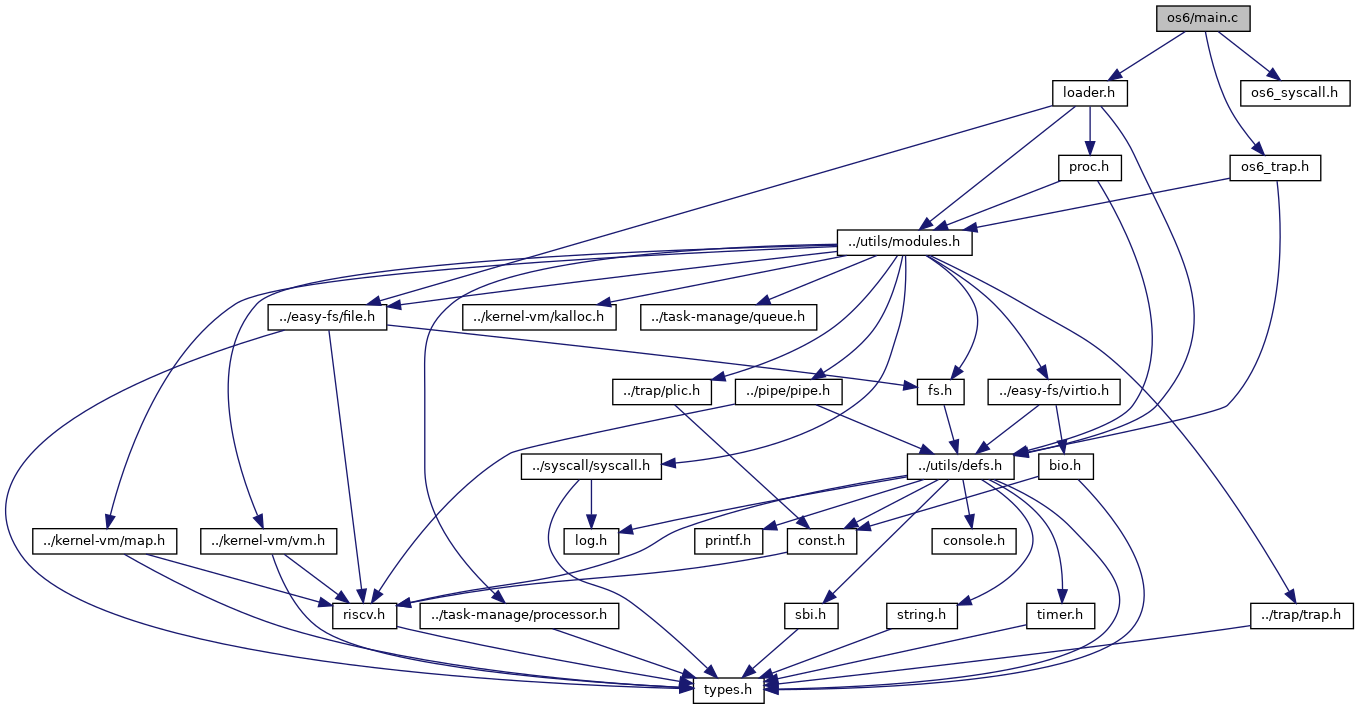 os6/main.c
loader.h
os6_syscall.h
proc.h
os6_trap.h
../utils/modules.h
../easy-fs/file.h
../kernel-vm/kalloc.h
../task-manage/queue.h
../trap/plic.h
../pipe/pipe.h
fs.h
../easy-fs/virtio.h
../syscall/syscall.h
../utils/defs.h
bio.h
../kernel-vm/map.h
../kernel-vm/vm.h
log.h
printf.h
const.h
console.h
riscv.h
../task-manage/processor.h
sbi.h
string.h
timer.h
../trap/trap.h
types.h